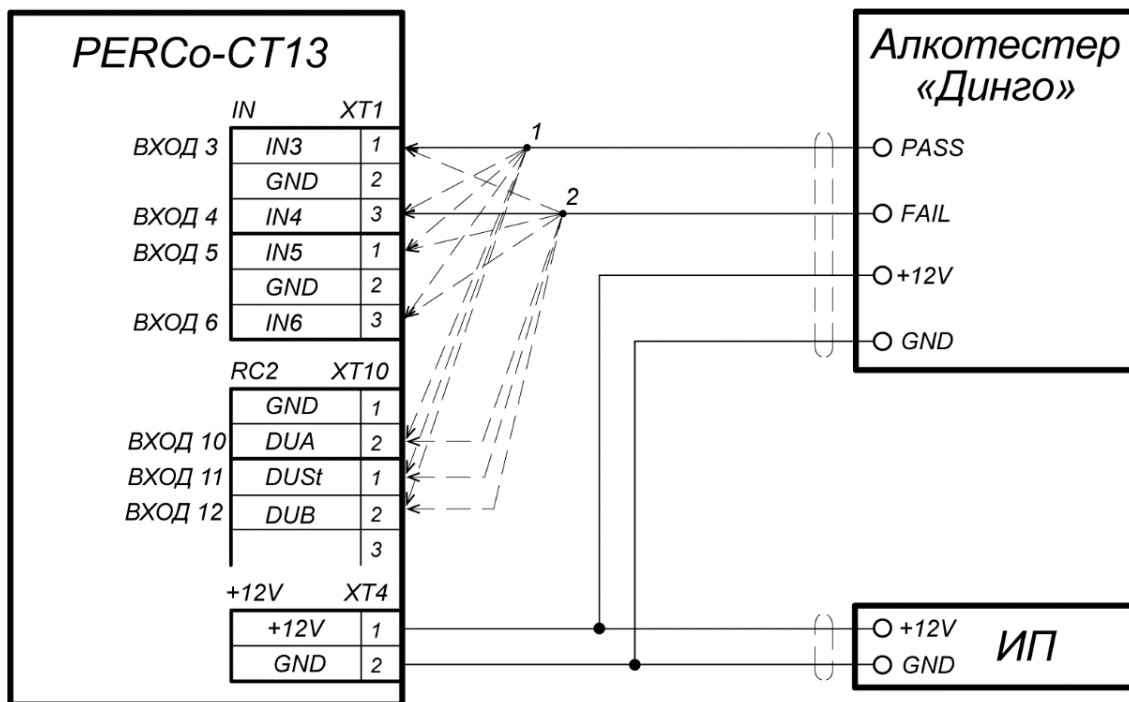 PERCo-CT13
IN XT1
ВХОД 3 IN3 1
GND 2
ВХОД 4 IN4 3
ВХОД 5 IN5 1
GND 2
ВХОД 6 IN6 3
RC2 XT10
GND 1
ВХОД 10 DUA 2
ВХОД 11 DUSt 1
ВХОД 12 DUB 2
3
+12V XT4
+12V 1
GND 2
1
2
Алкотестер
«Динго»
PASS
FAIL
+12V
GND
+12V
GND
ИП